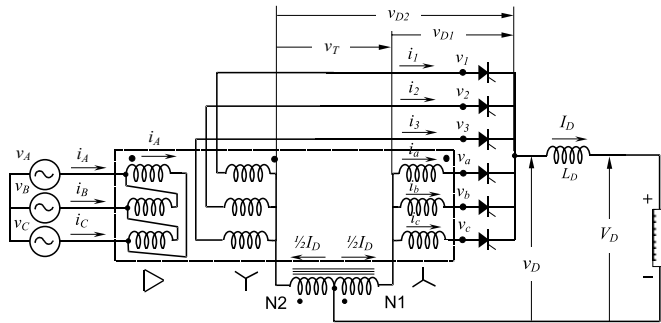 v_D2
v_T
v_D1
i_1 v_1
i_2 v_2
i_3 v_3
i_A
v_A i_A
v_B i_B
v_C i_C
i_a v_a
i_b v_b
i_c v_c
I_D
L_D
½I_D ½I_D
v_D
V_D
+
-
N2 N1